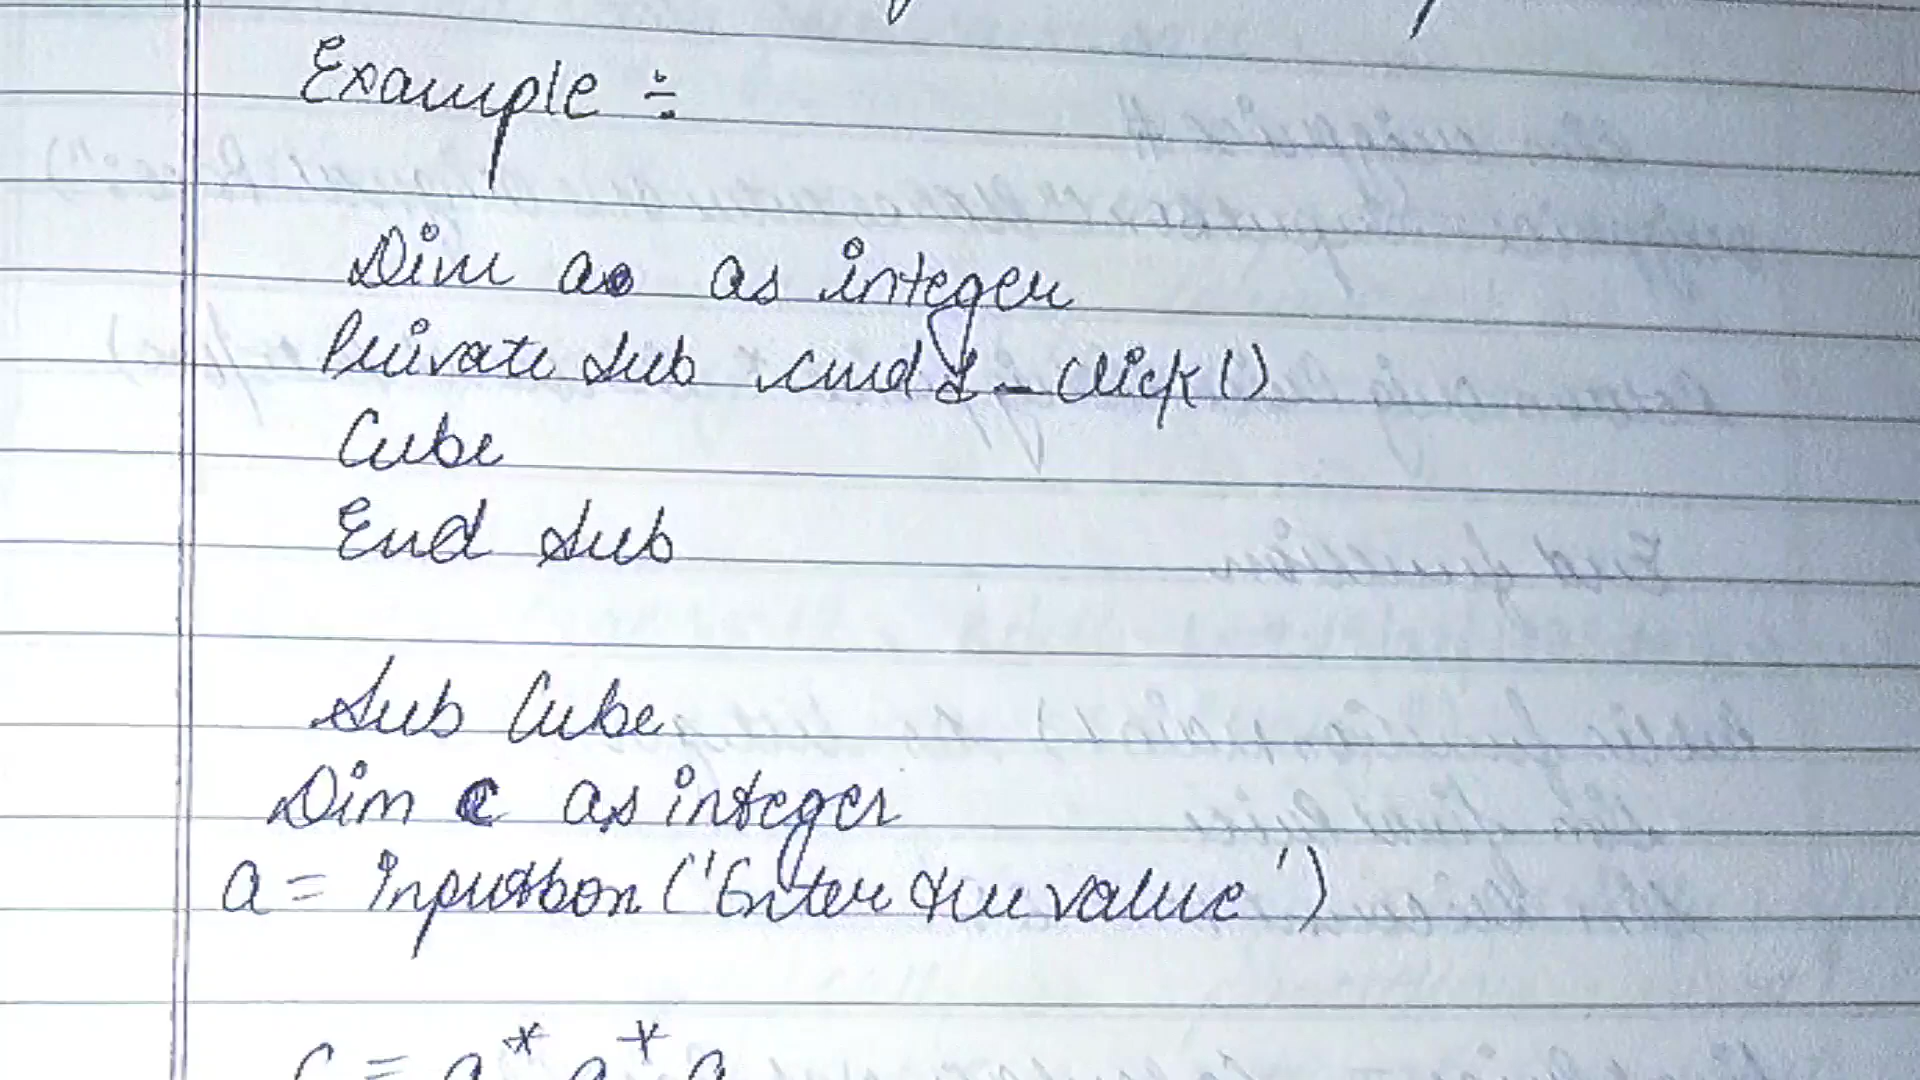 Example :-
Dim a as integer
Private Sub cmd1_Click()
Cube
End Sub
Sub Cube
Dim c as integer
a = Inputbox ('Enter the value')
c = a * a * a